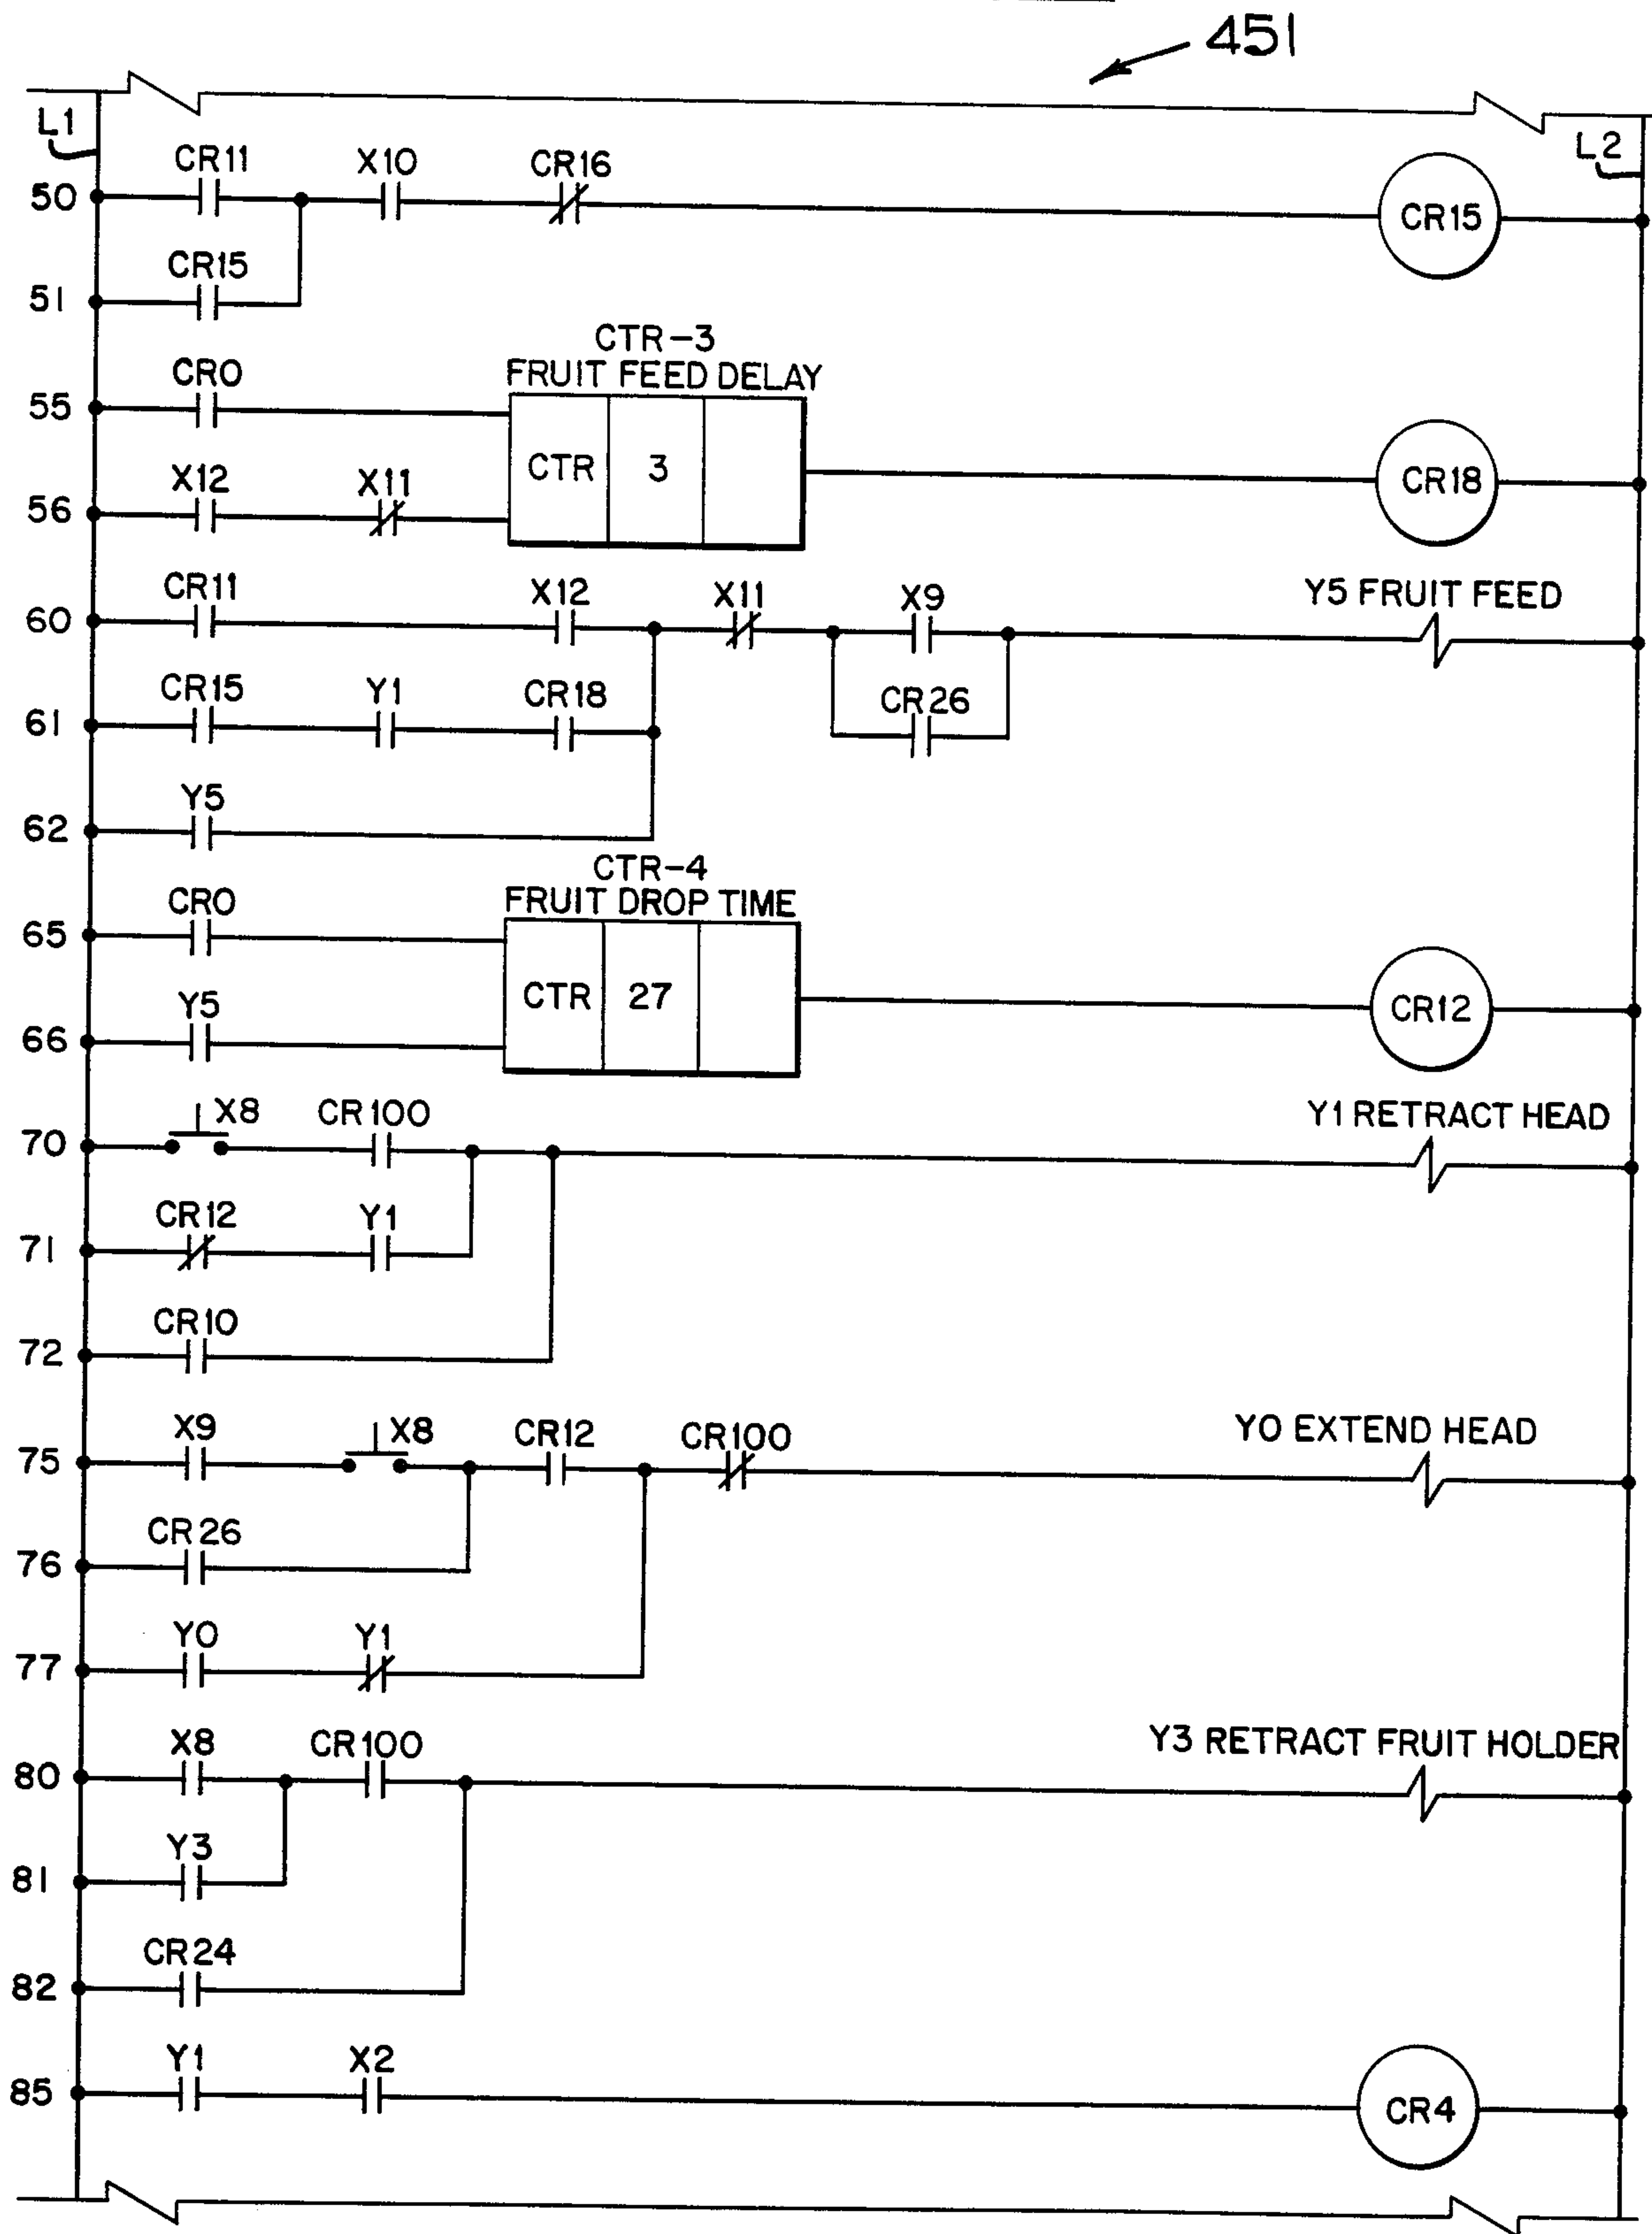 451
L1
L2
CR11 X10 CR16
50 CR15
CR15
51
CTR-3
FRUIT FEED DELAY
CR0
55
CTR 3 CR18
X12 X11
56
CR11 X12 X11 X9 Y5 FRUIT FEED
60
CR15 Y1 CR18 CR26
61
Y5
62
CTR-4
FRUIT DROP TIME
CR0
65
CTR 27 CR12
Y5
66
X8 CR100 Y1 RETRACT HEAD
70
CR12 Y1
71
CR10
72
X9 X8 CR12 CR100 Y0 EXTEND HEAD
75
CR26
76
Y0 Y1
77
X8 CR100 Y3 RETRACT FRUIT HOLDER
80
Y3
81
CR24
82
Y1 X2
85 CR4